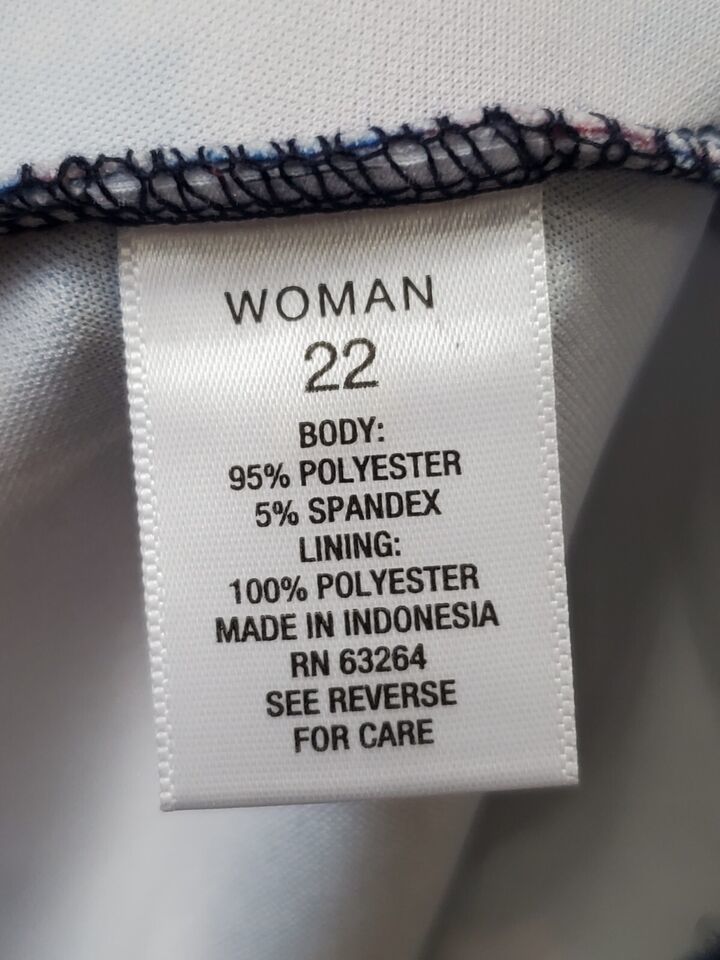 WOMAN
22
BODY:
95% POLYESTER
5% SPANDEX
LINING:
100% POLYESTER
MADE IN INDONESIA
RN 63264
SEE REVERSE
FOR CARE